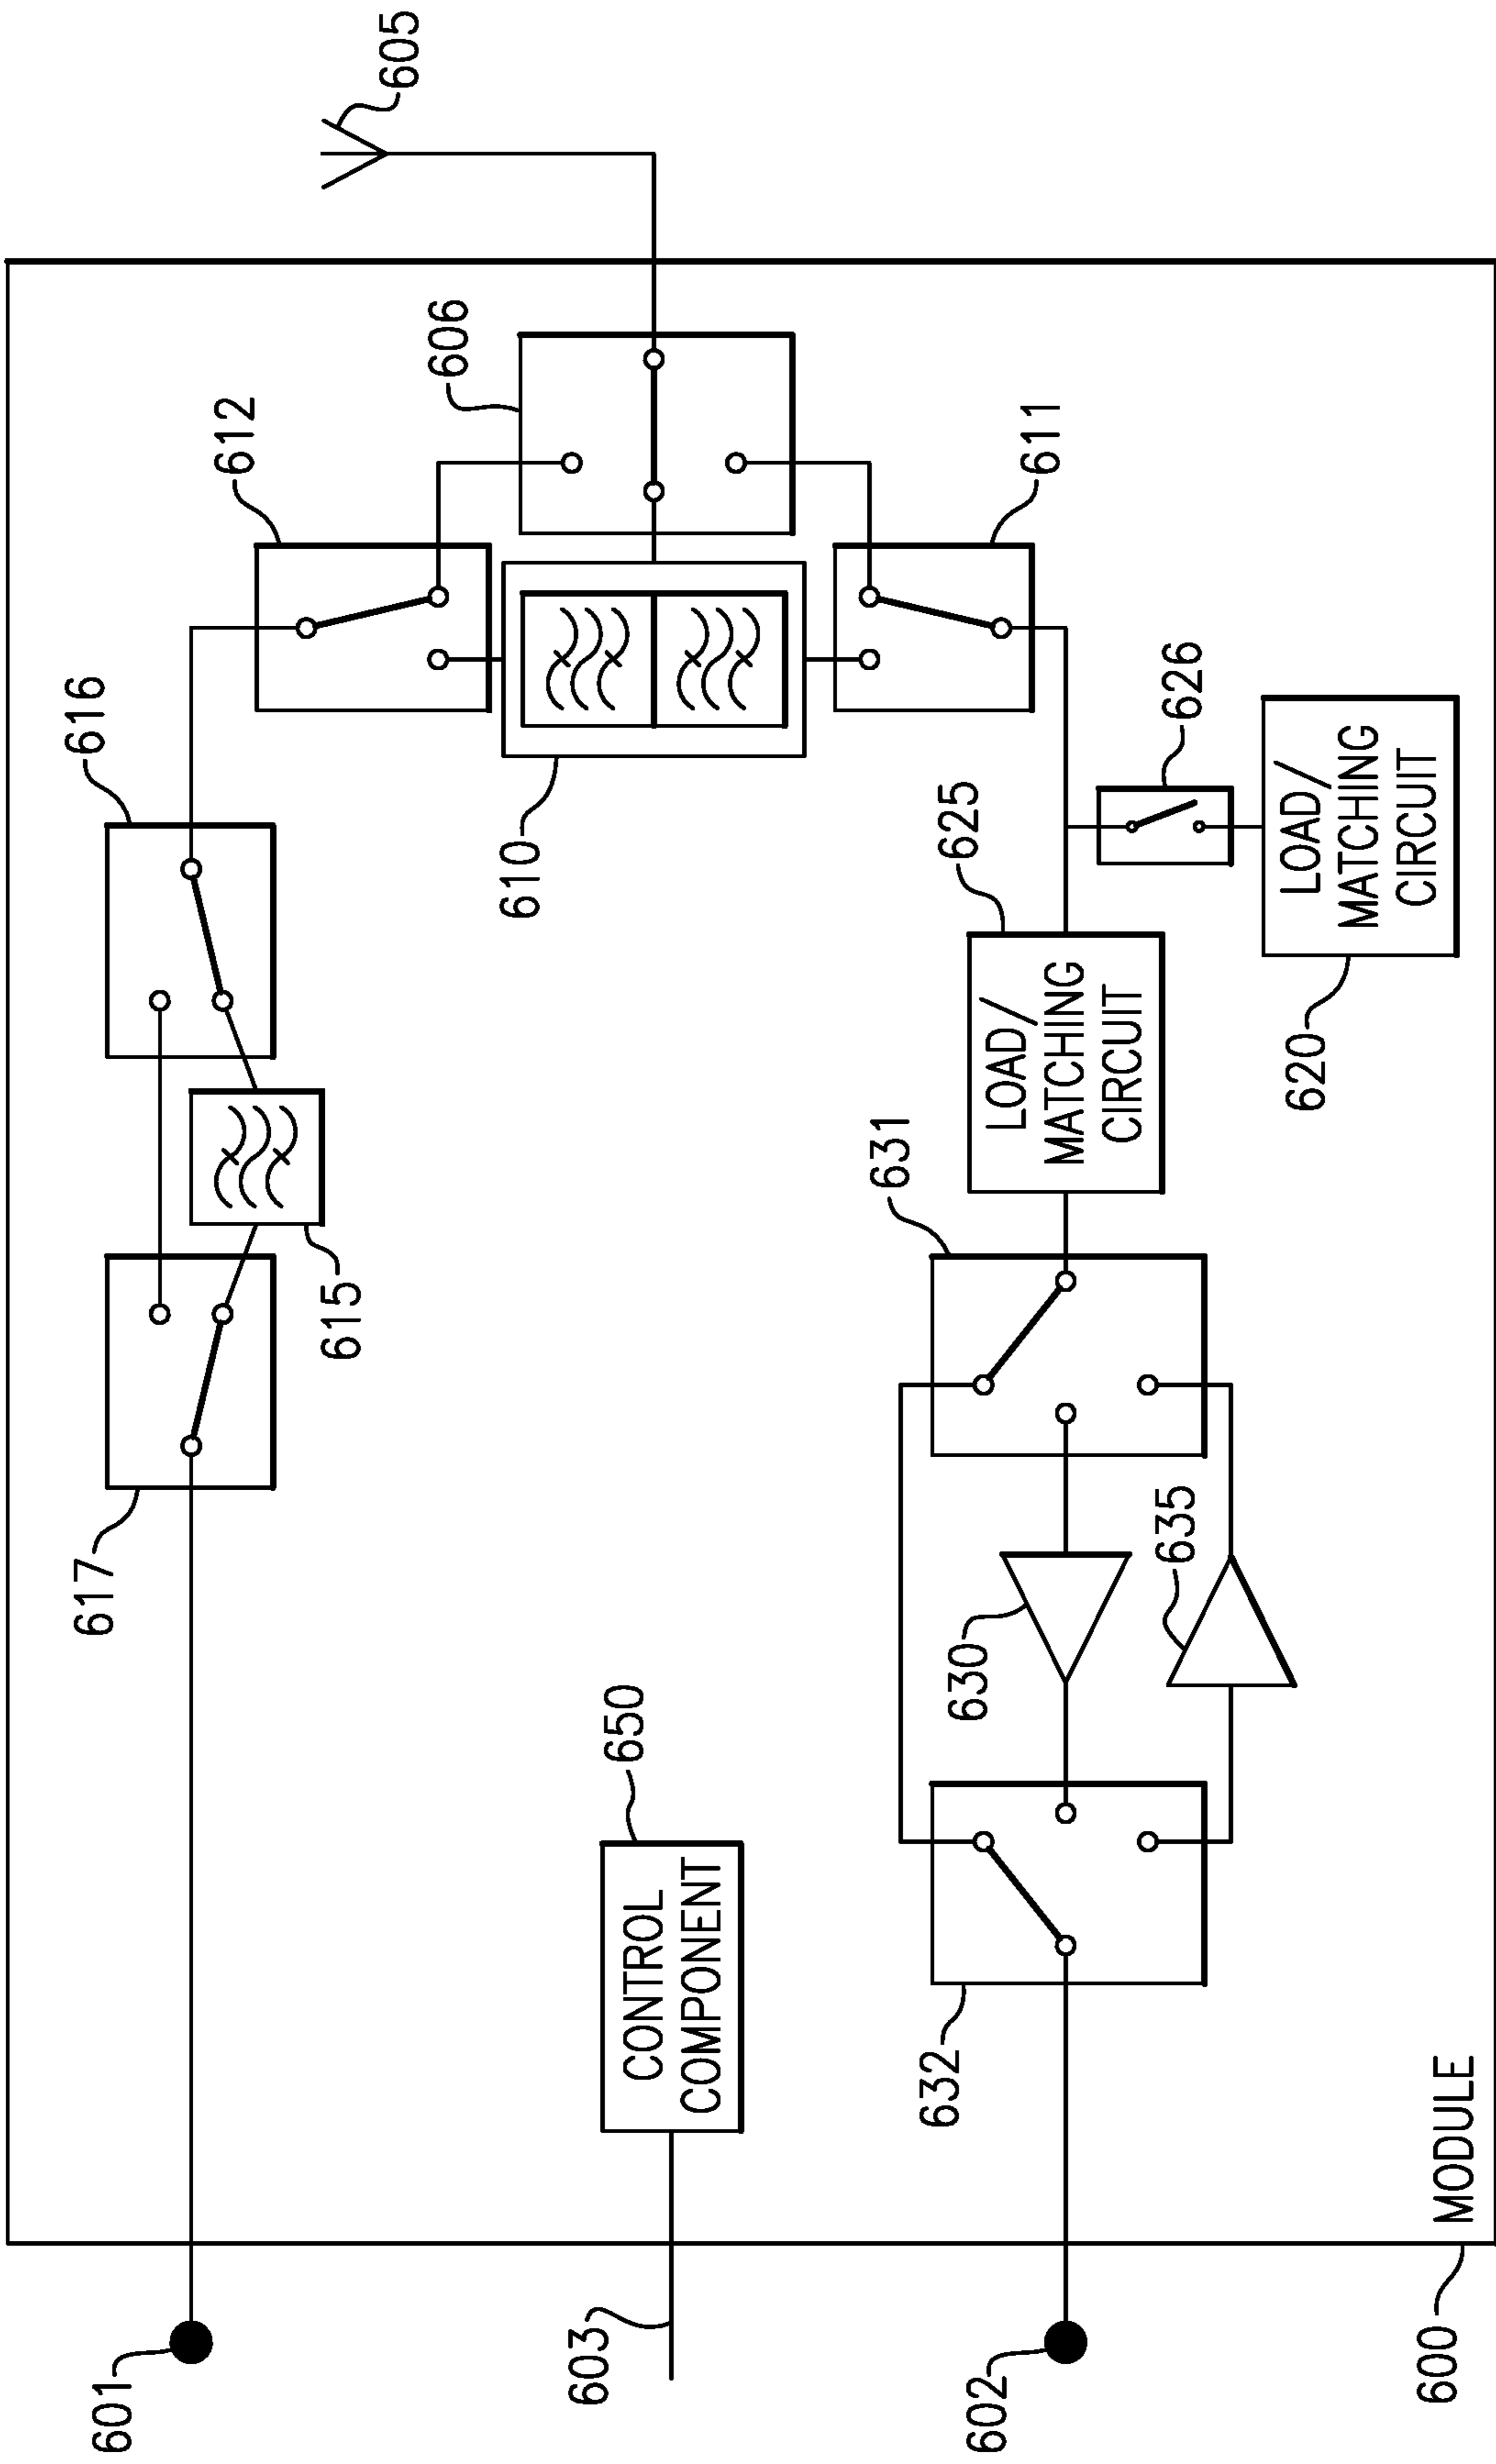 605
606
612
611
616
626
610
625
LOAD/
MATCHING
CIRCUIT
LOAD/
MATCHING
CIRCUIT
620
631
615
617
635
630
650
CONTROL
COMPONENT
632
MODULE
601
603
602
600